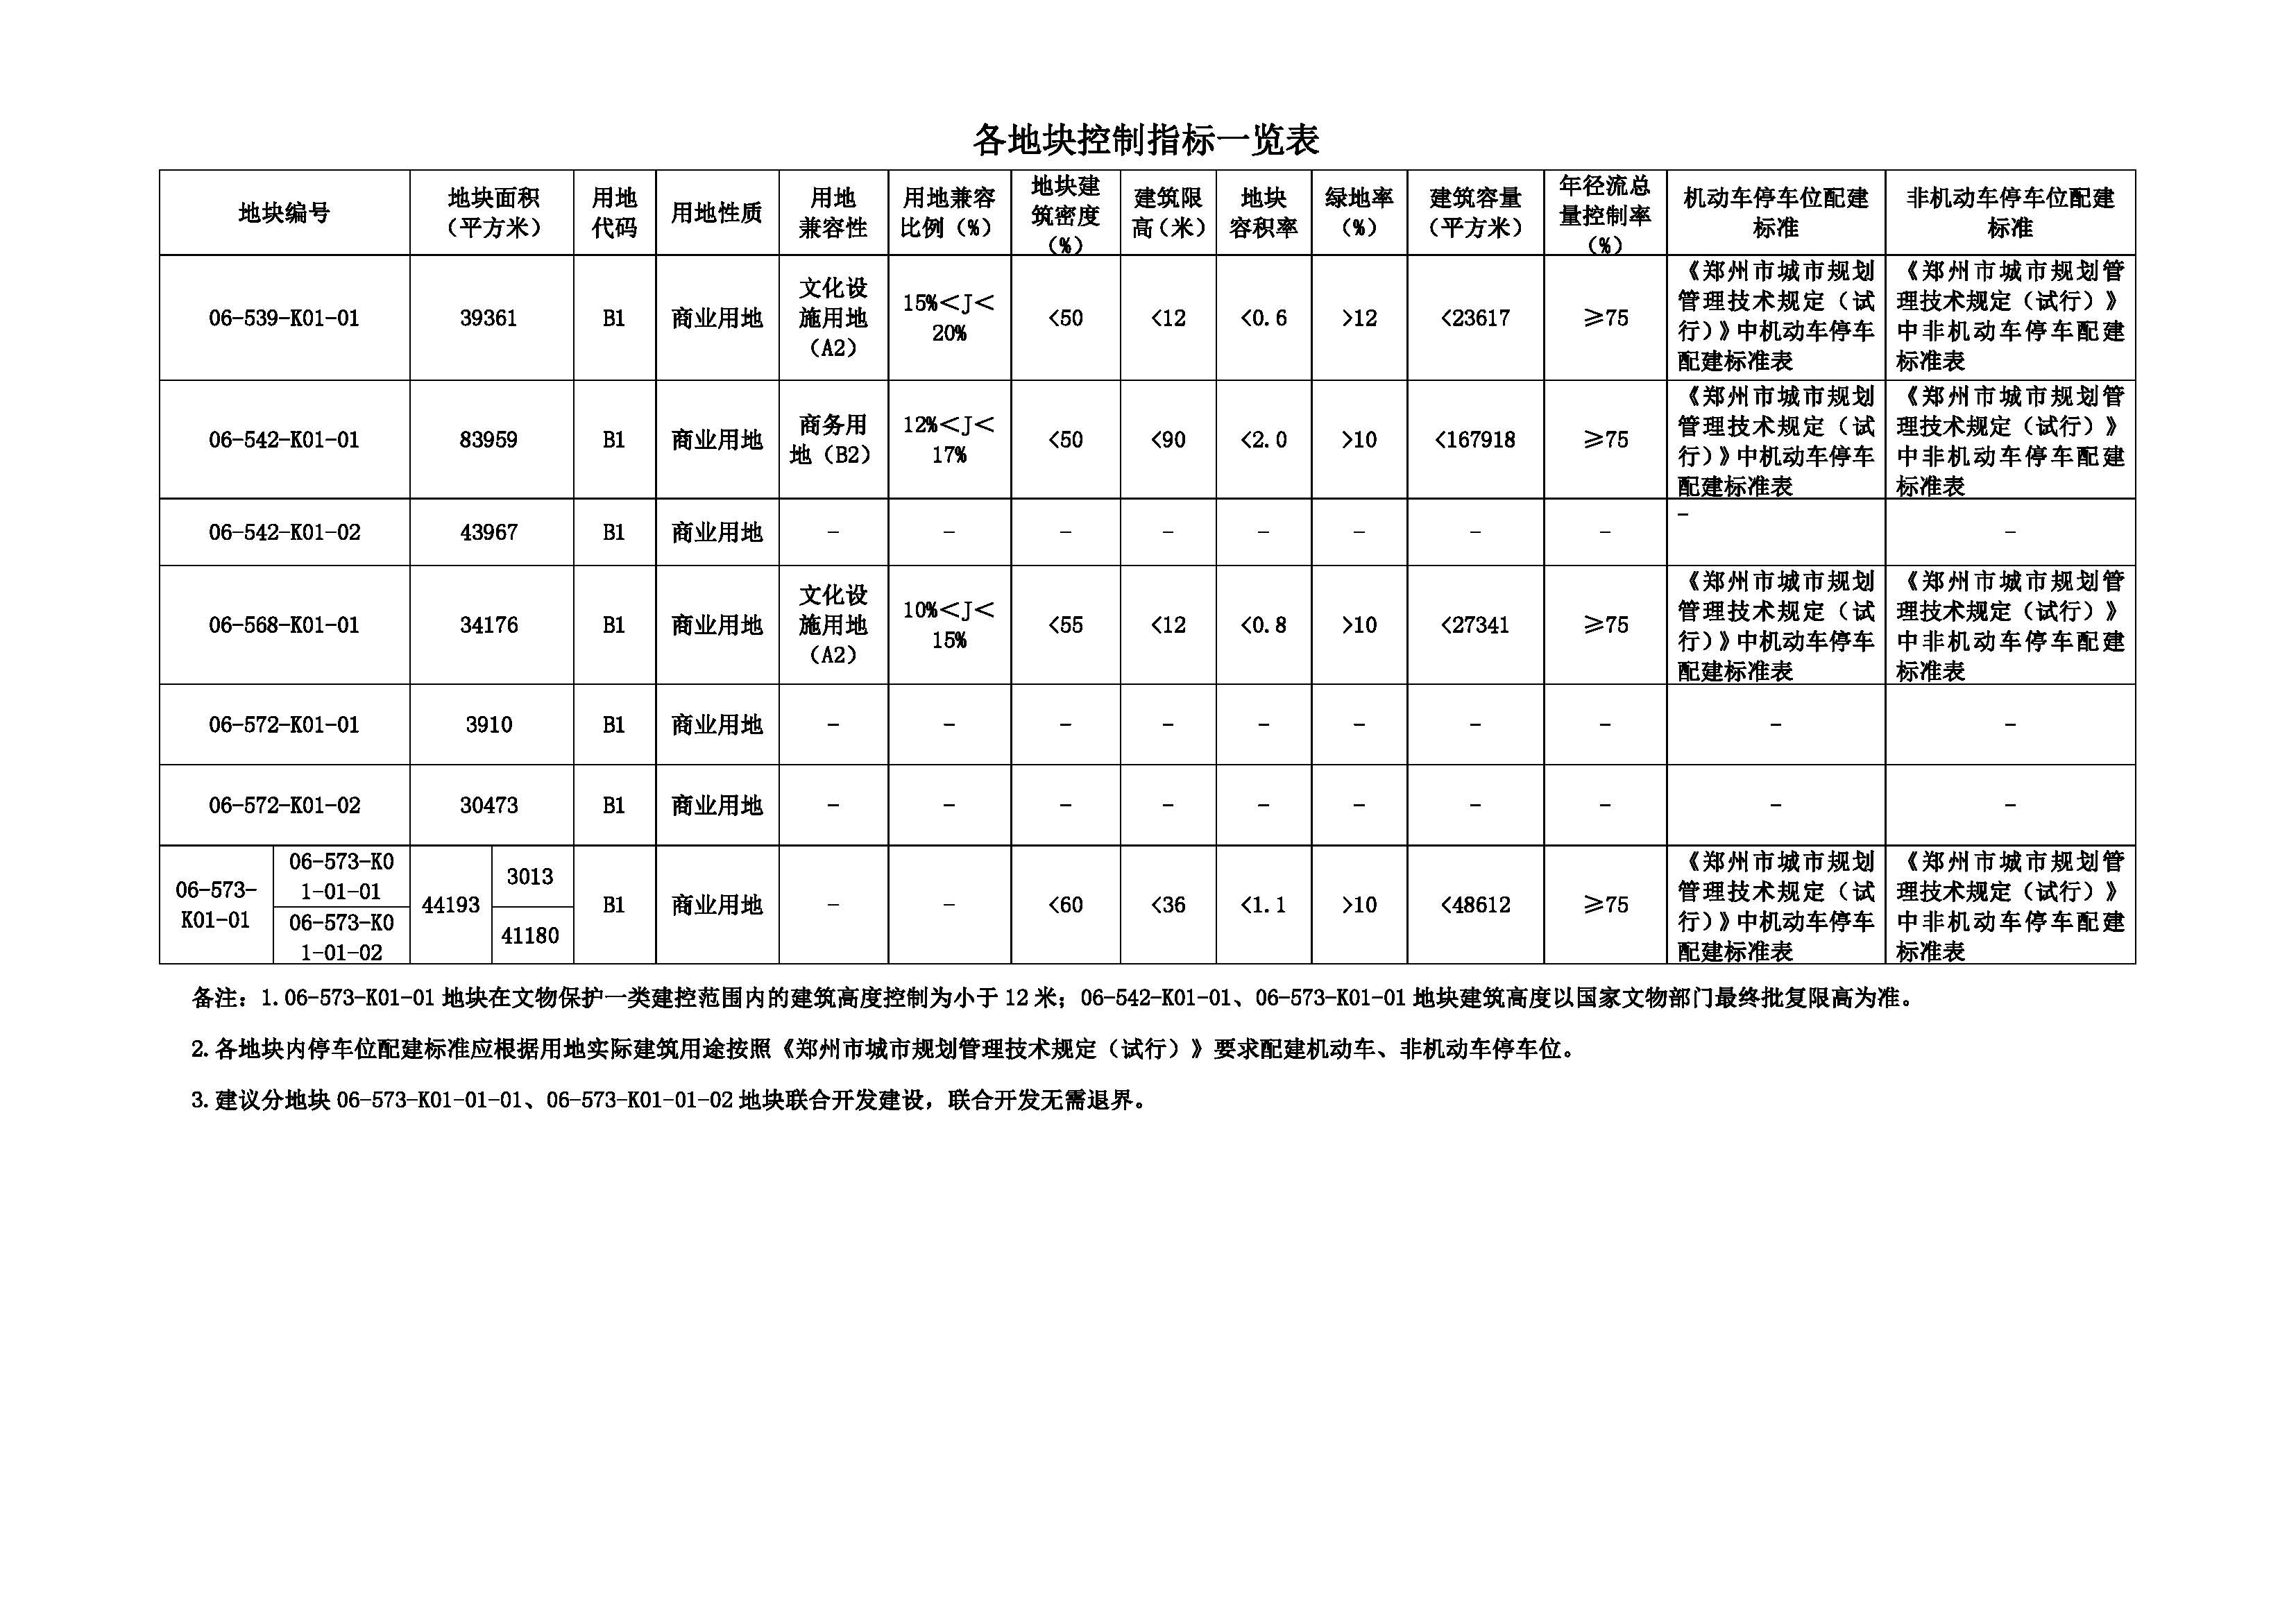 各地块控制指标一览表
地块编号
地块面积
（平方米）
用地
代码
用地性质
用地
兼容性
用地兼容
比例（%）
地块建
筑密度
（%）
建筑限
高（米）
地块
容积率
绿地率
（%）
建筑容量
（平方米）
年径流总
量控制率
（%）
机动车停车位配建
标准
非机动车停车位配建
标准
06-539-K01-01
39361
B1
商业用地
文化设
施用地
（A2）
15%＜J＜
20%
<50
<12
<0.6
>12
<23617
≥75
《郑州市城市规划
管理技术规定（试
行）》中机动车停车
配建标准表
《郑州市城市规划管
理技术规定（试行）》
中非机动车停车配建
标准表
06-542-K01-01
83959
B1
商业用地
商务用
地（B2）
12%＜J＜
17%
<50
<90
<2.0
>10
<167918
≥75
《郑州市城市规划
管理技术规定（试
行）》中机动车停车
配建标准表
《郑州市城市规划管
理技术规定（试行）》
中非机动车停车配建
标准表
06-542-K01-02
43967
B1
商业用地
-
-
-
-
-
-
-
-
-
-
06-568-K01-01
34176
B1
商业用地
文化设
施用地
（A2）
10%＜J＜
15%
<55
<12
<0.8
>10
<27341
≥75
《郑州市城市规划
管理技术规定（试
行）》中机动车停车
配建标准表
《郑州市城市规划管
理技术规定（试行）》
中非机动车停车配建
标准表
06-572-K01-01
3910
B1
商业用地
-
-
-
-
-
-
-
-
-
-
06-572-K01-02
30473
B1
商业用地
-
-
-
-
-
-
-
-
-
-
06-573-
K01-01
06-573-K0
1-01-01
06-573-K0
1-01-02
44193
3013
41180
B1
商业用地
-
-
<60
<36
<1.1
>10
<48612
≥75
《郑州市城市规划
管理技术规定（试
行）》中机动车停车
配建标准表
《郑州市城市规划管
理技术规定（试行）》
中非机动车停车配建
标准表
备注：1.06-573-K01-01地块在文物保护一类建控范围内的建筑高度控制为小于12米；06-542-K01-01、06-573-K01-01地块建筑高度以国家文物部门最终批复限高为准。
2.各地块内停车位配建标准应根据用地实际建筑用途按照《郑州市城市规划管理技术规定（试行）》要求配建机动车、非机动车停车位。
3.建议分地块06-573-K01-01-01、06-573-K01-01-02地块联合开发建设，联合开发无需退界。